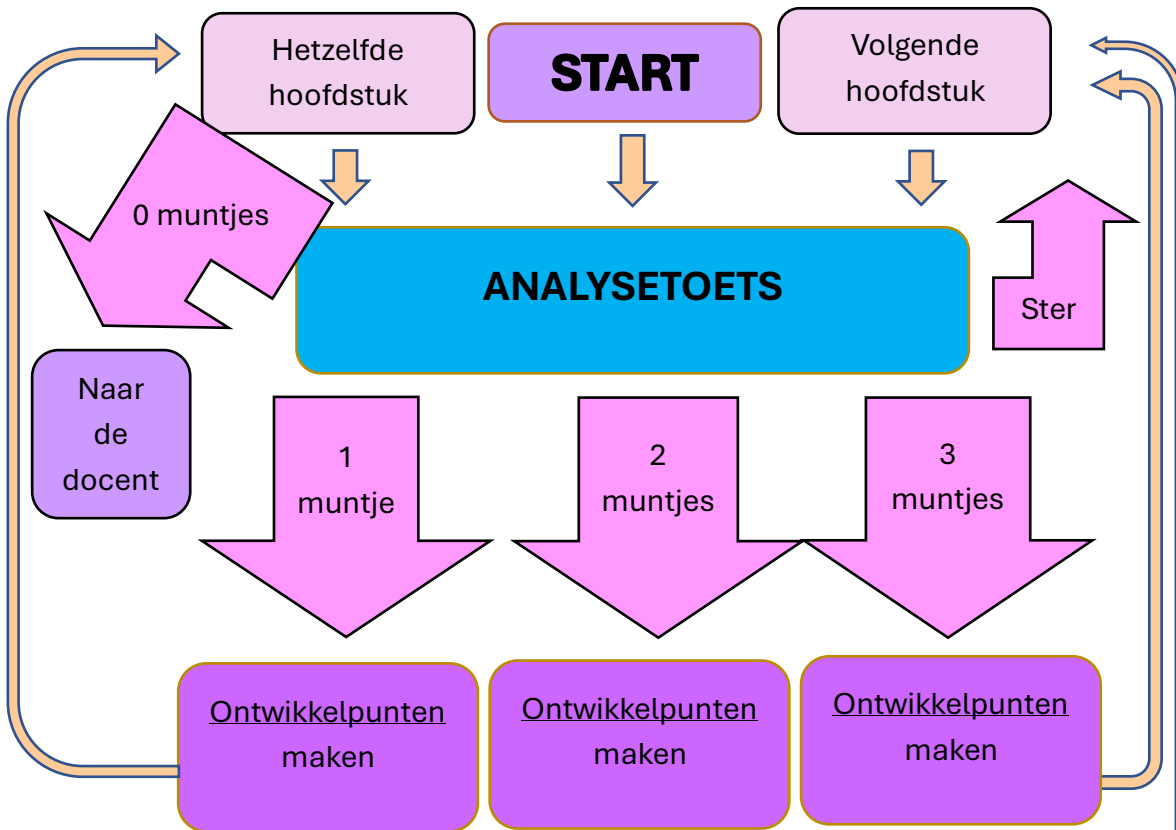 Hetzelfde
hoofdstuk
START
Volgende
hoofdstuk
0 muntjes
ANALYSETOETS
Ster
Naar
de
docent
1
muntje
2
muntjes
3
muntjes
Ontwikkelpunten
maken
Ontwikkelpunten
maken
Ontwikkelpunten
maken